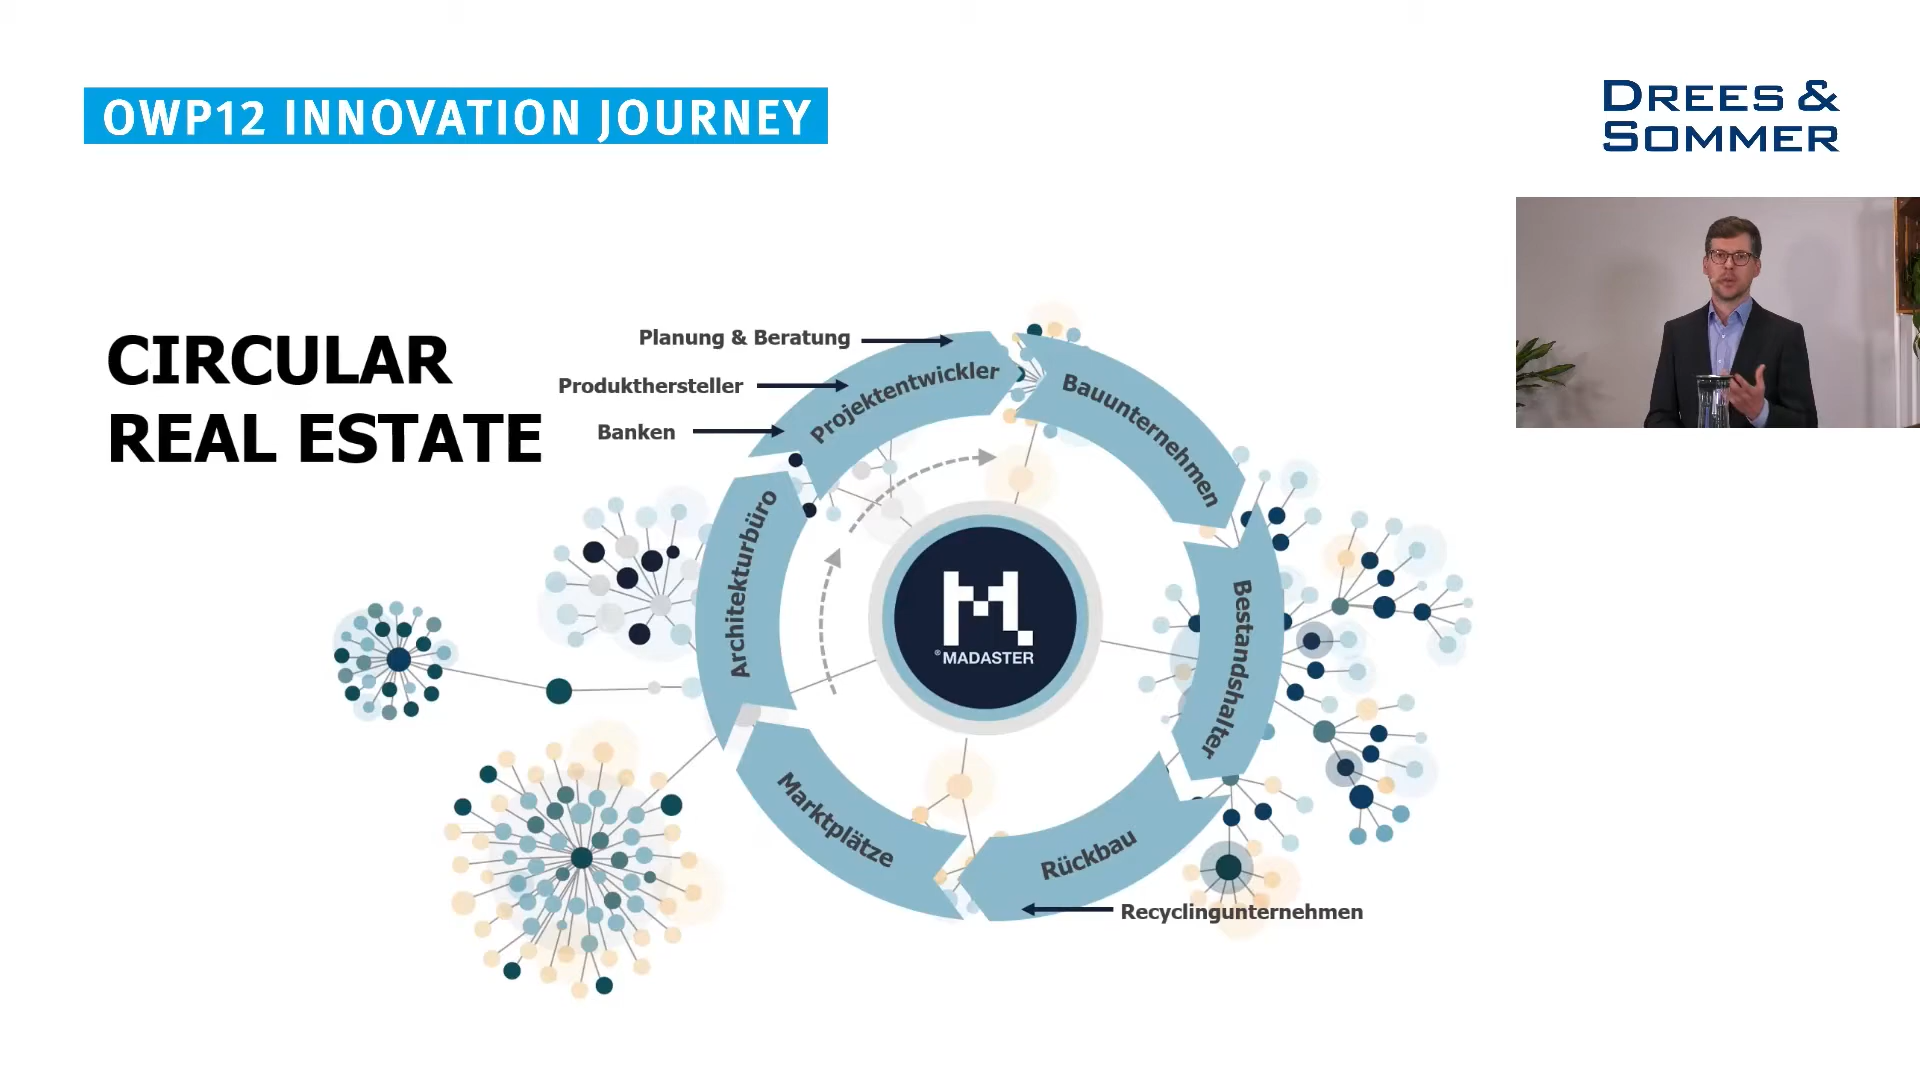 OWP12 INNOVATION JOURNEY
DREES &
SOMMER
CIRCULAR
REAL ESTATE
Planung & Beratung
Produkthersteller
Banken
Projektentwickler
Bauunternehmen
Architekturbüro
Bestandshalter
M.
®MADASTER
Marktplätze
Rückbau
Recyclingunternehmen